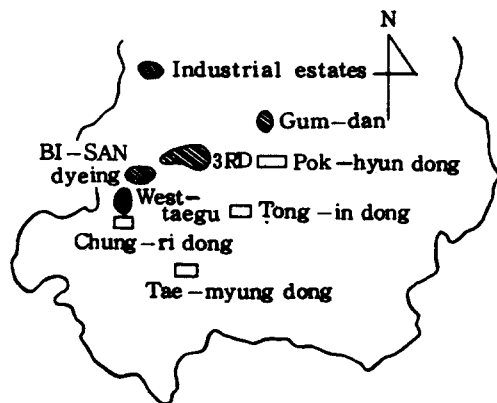 N
Industrial estates
Gum-dan
BI-SAN
dyeing
3RD
Pok-hyun dong
West-
taegu
Tong-in dong
Chung-ri dong
Tae-myung dong